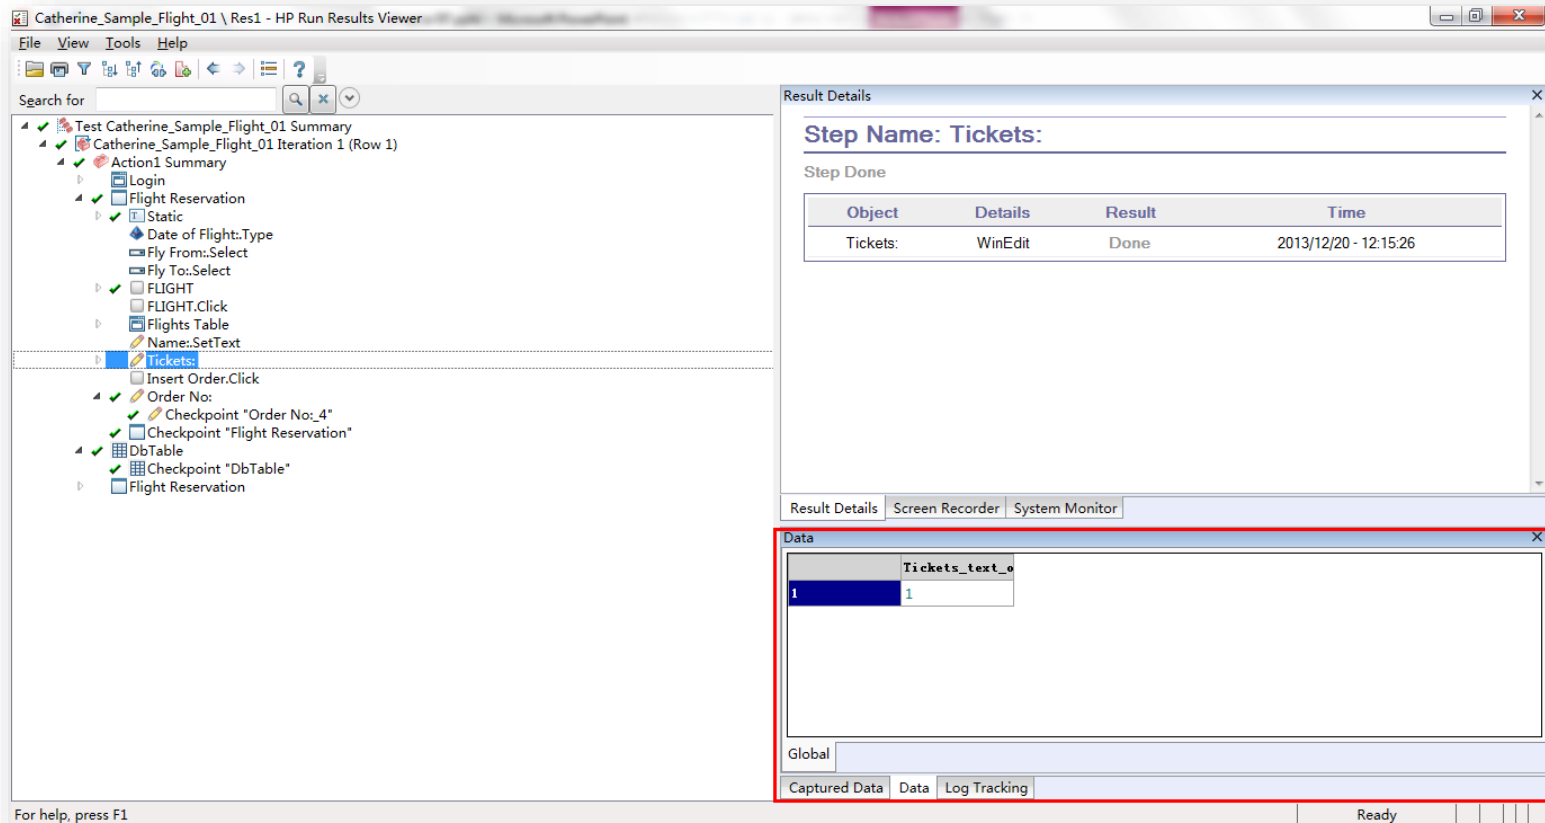 Catherine_Sample_Flight_01 \ Res1 - HP Run Results Viewer
File View Tools Help
Search for
Test Catherine_Sample_Flight_01 Summary
Catherine_Sample_Flight_01 Iteration 1 (Row 1)
Action1 Summary
Login
Flight Reservation
Static
Date of Flight:.Type
Fly From:.Select
Fly To:.Select
FLIGHT
FLIGHT.Click
Flights Table
Name:.SetText
Tickets:
Insert Order.Click
Order No:
Checkpoint "Order No:_4"
Checkpoint "Flight Reservation"
DbTable
Checkpoint "DbTable"
Flight Reservation
Result Details
Step Name: Tickets:
Step Done
Object Details Result Time
Tickets: WinEdit Done 2013/12/20 - 12:15:26
Result Details Screen Recorder System Monitor
Data
Tickets_text_o
1 1
Global
Captured Data Data Log Tracking
For help, press F1 Ready